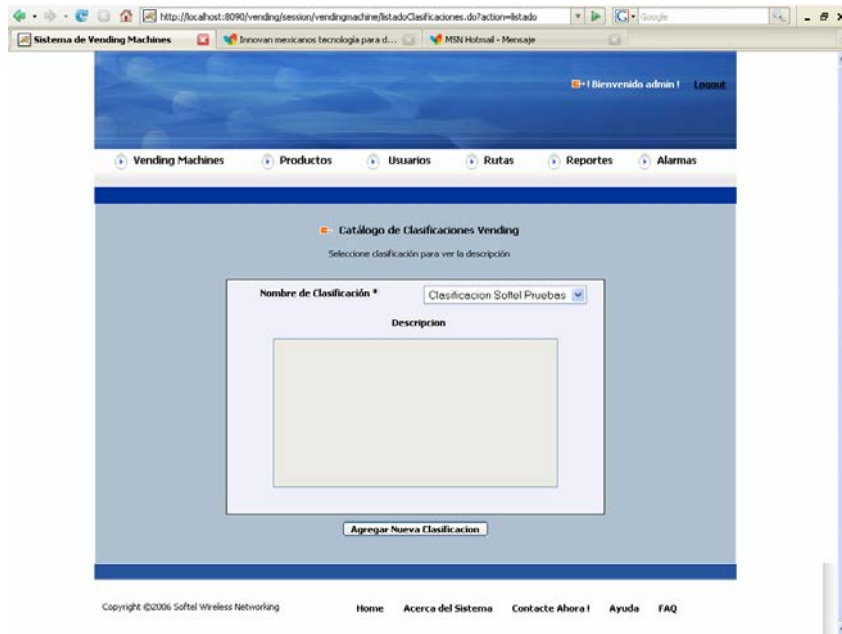 http://localhost:8090/vending/session/vendingmachine/listadoClasificaciones.do?action=listado
Google
Sistema de Vending Machines
Innovan mexicanos tecnología para d...
MSN Hotmail - Mensaje
! Bienvenido admin !
Logout
Vending Machines
Productos
Usuarios
Rutas
Reportes
Alarmas
Catálogo de Clasificaciones Vending
Seleccione clasificación para ver la descripción
Nombre de Clasificación *
Clasificacion Softel Pruebas
Descripcion
Agregar Nueva Clasificacion
Copyright ©2006 Softel Wireless Networking
Home
Acerca del Sistema
Contacte Ahora !
Ayuda
FAQ